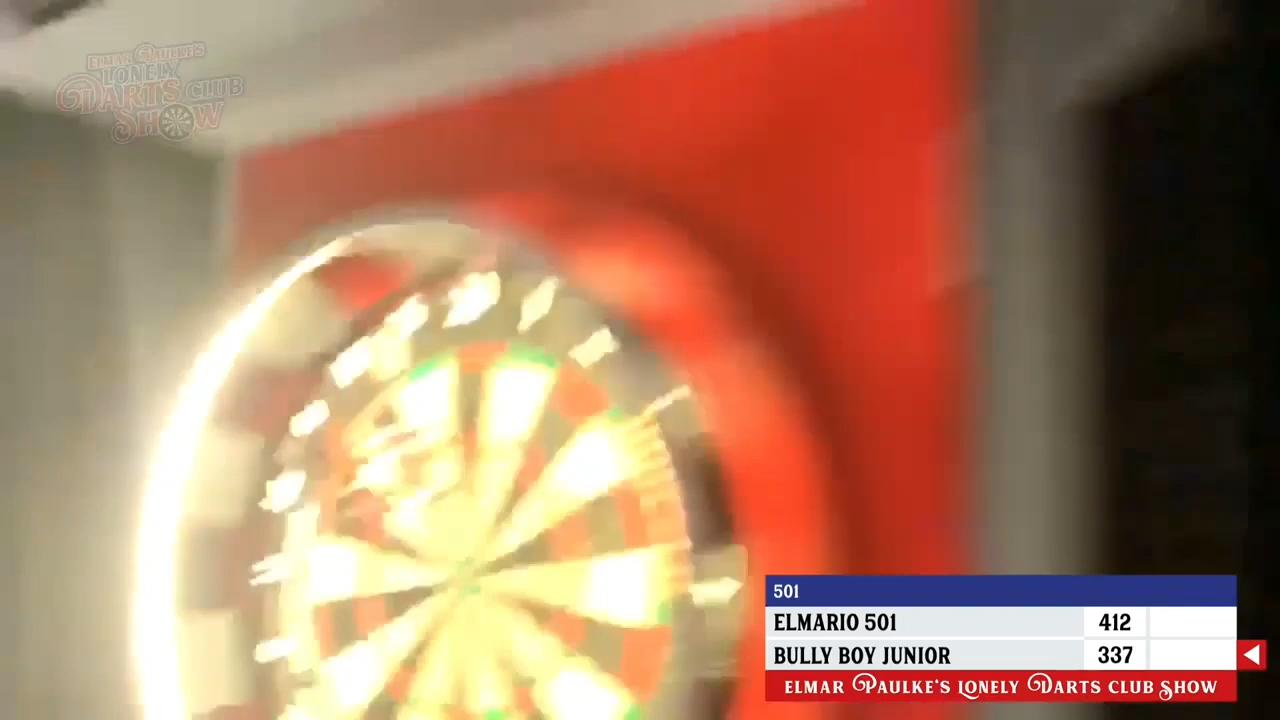 ELMAR PAULKE'S
LONELY
DARTS CLUB
SHOW
501
ELMARIO 501 412
BULLY BOY JUNIOR 337
ELMAR PAULKE'S LONELY DARTS CLUB SHOW